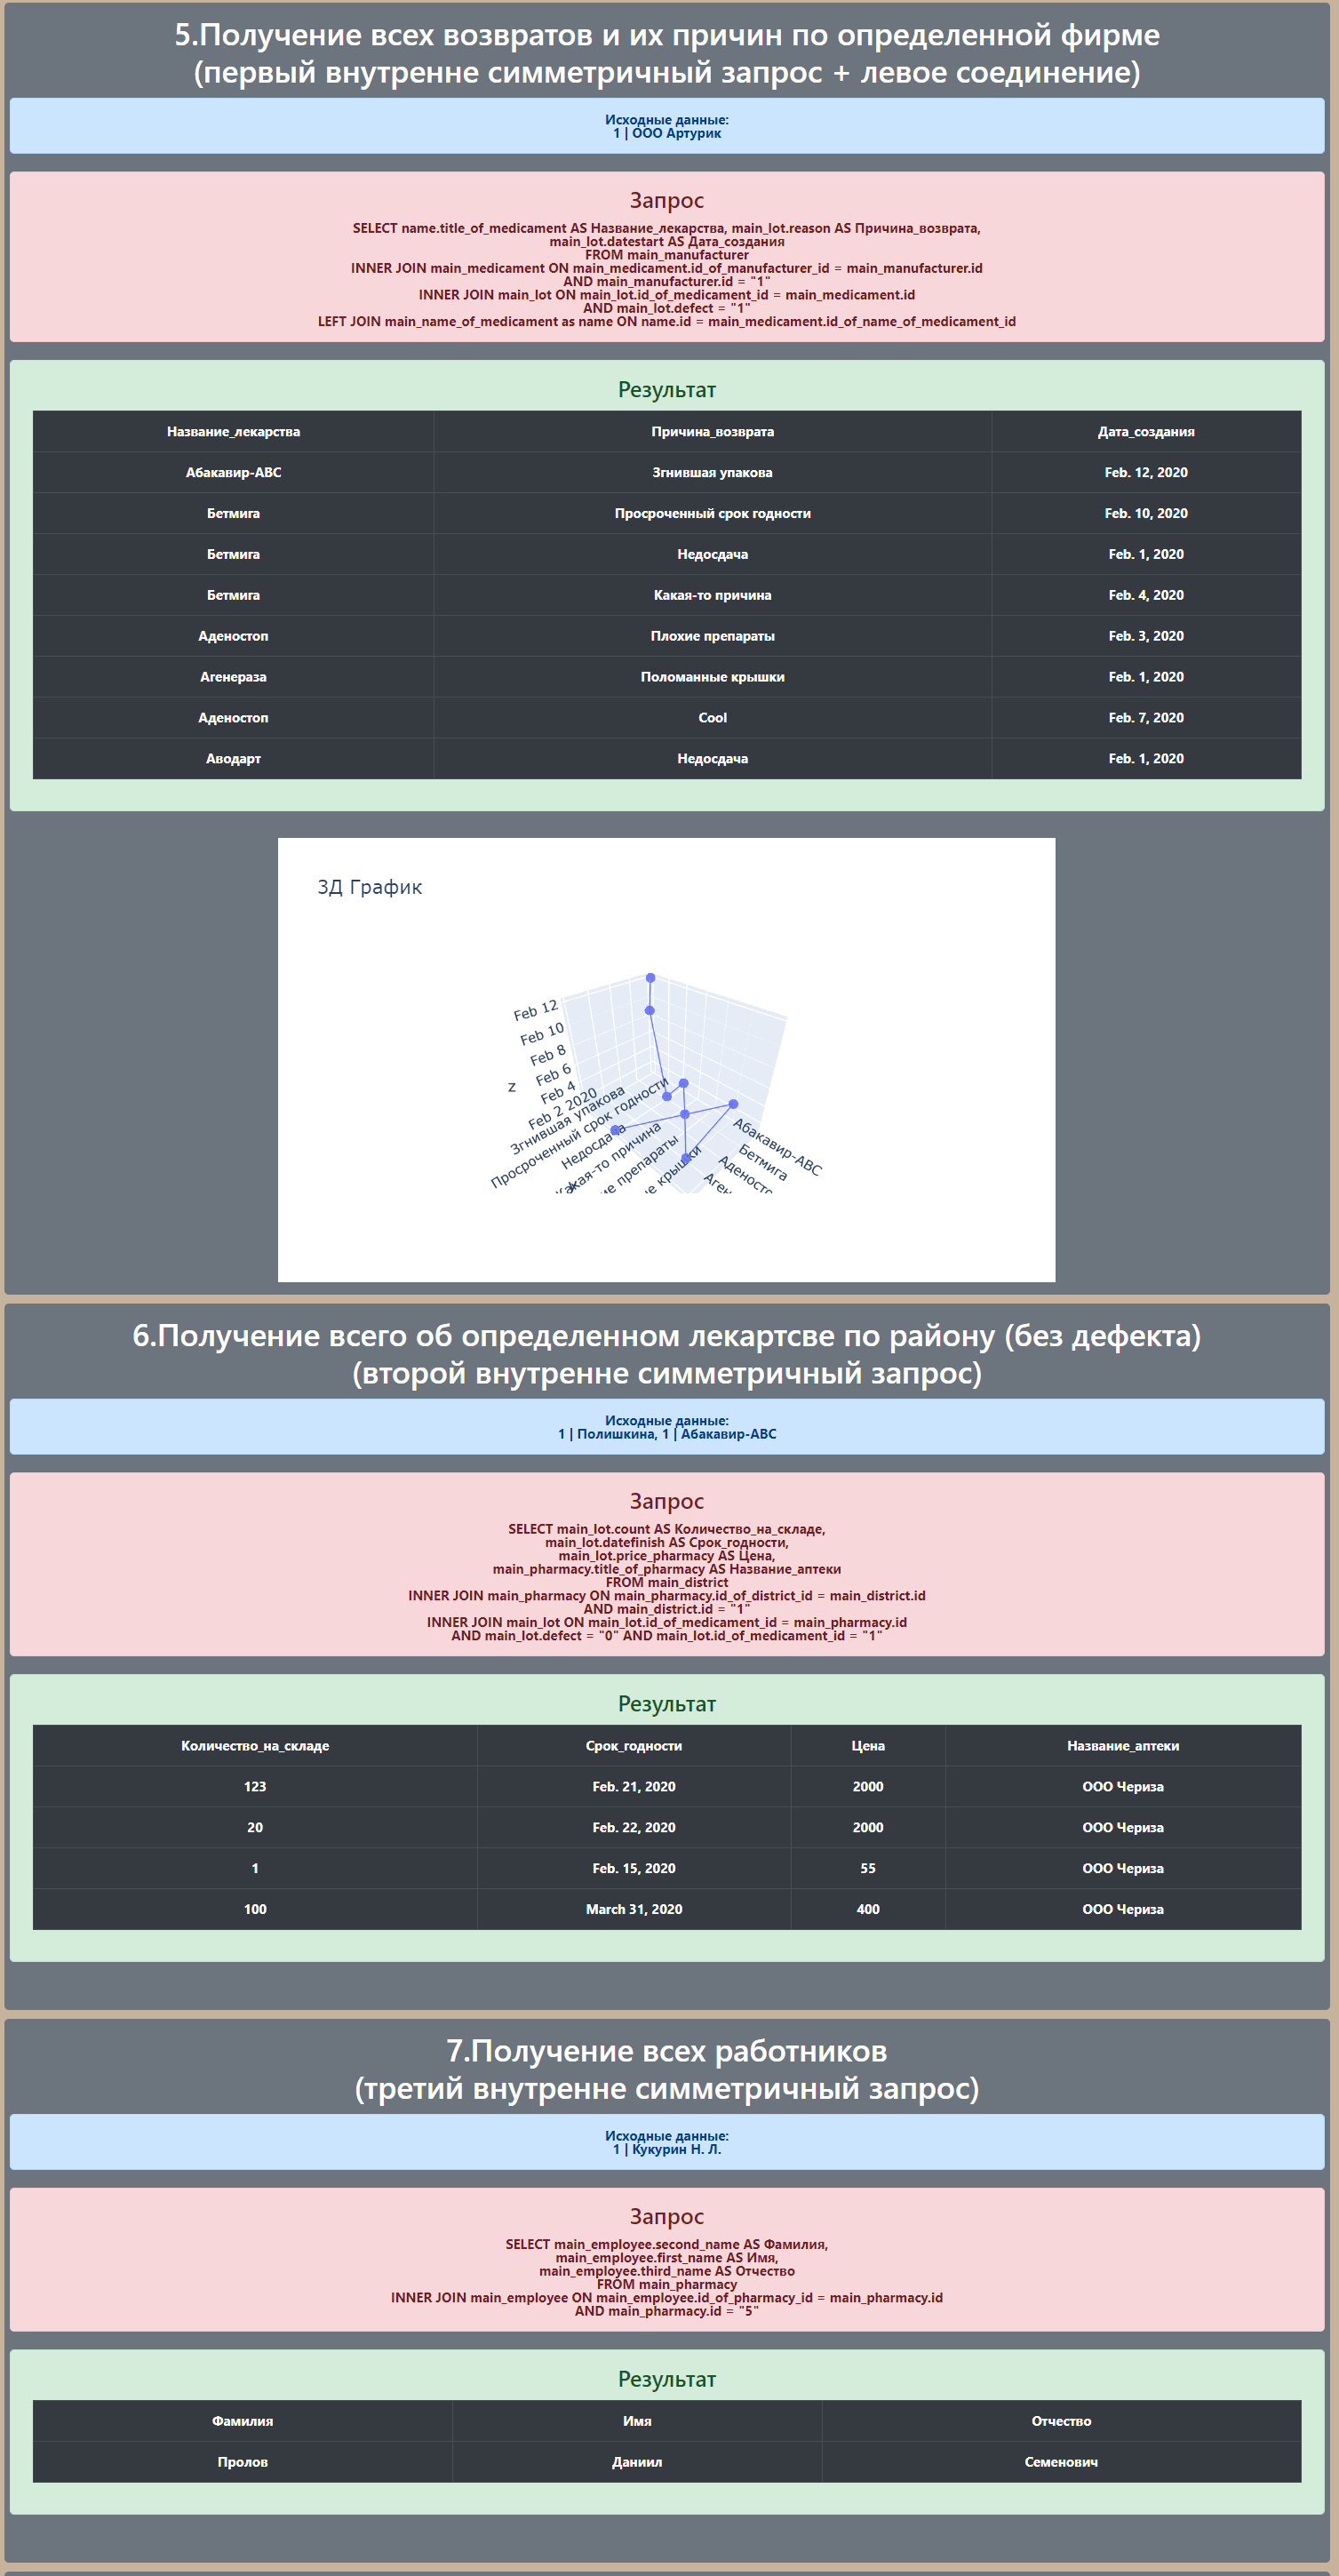 5.Получение всех возвратов и их причин по определенной фирме
(первый внутренне симметричный запрос + левое соединение)
Исходные данные:
1 | ООО Артурик
Запрос
SELECT name.title_of_medicament AS Название_лекарства, main_lot.reason AS Причина_возврата,
main_lot.datestart AS Дата_создания
FROM main_manufacturer
INNER JOIN main_medicament ON main_medicament.id_of_manufacturer_id = main_manufacturer.id
AND main_manufacturer.id = "1"
INNER JOIN main_lot ON main_lot.id_of_medicament_id = main_medicament.id
AND main_lot.defect = "1"
LEFT JOIN main_name_of_medicament as name ON name.id = main_medicament.id_of_name_of_medicament_id
Результат
Название_лекарства Причина_возврата Дата_создания
Абакавир-АВС Згнившая упакова Feb. 12, 2020
Бетмига Просроченный срок годности Feb. 10, 2020
Бетмига Недосдача Feb. 1, 2020
Бетмига Какая-то причина Feb. 4, 2020
Аденостоп Плохие препараты Feb. 3, 2020
Агенераза Поломанные крышки Feb. 1, 2020
Аденостоп Cool Feb. 7, 2020
Аводарт Недосдача Feb. 1, 2020
3Д График
Feb 12
Feb 10
Feb 8
z
Feb 6
Feb 4
Feb 2 2020
Згнившая упакова
Просроченный срок годности
Недосдача
Какая-то причина
препараты
крышки
Абакавир-АВС
Бетмига
6.Получение всего об определенном лекартсве по району (без дефекта)
(второй внутренне симметричный запрос)
Исходные данные:
1 | Полишкина, 1 | Абакавир-АВС
Запрос
SELECT main_lot.count AS Количество_на_складе,
main_lot.datefinish AS Срок_годности,
main_lot.price_pharmacy AS Цена,
main_pharmacy.title_of_pharmacy AS Название_аптеки
FROM main_district
INNER JOIN main_pharmacy ON main_pharmacy.id_of_district_id = main_district.id
AND main_district.id = "1"
INNER JOIN main_lot ON main_lot.id_of_medicament_id = main_pharmacy.id
AND main_lot.defect = "0" AND main_lot.id_of_medicament_id = "1"
Результат
Количество_на_складе Срок_годности Цена Название_аптеки
123 Feb. 21, 2020 2000 ООО Чериза
20 Feb. 22, 2020 2000 ООО Чериза
1 Feb. 15, 2020 55 ООО Чериза
100 March 31, 2020 400 ООО Чериза
7.Получение всех работников
(третий внутренне симметричный запрос)
Исходные данные:
1 | Кукурин Н. Л.
Запрос
SELECT main_employee.second_name AS Фамилия,
main_employee.first_name AS Имя,
main_employee.third_name AS Отчество
FROM main_pharmacy
INNER JOIN main_employee ON main_employee.id_of_pharmacy_id = main_pharmacy.id
AND main_pharmacy.id = "5"
Результат
Фамилия Имя Отчество
Пролов Даниил Семенович